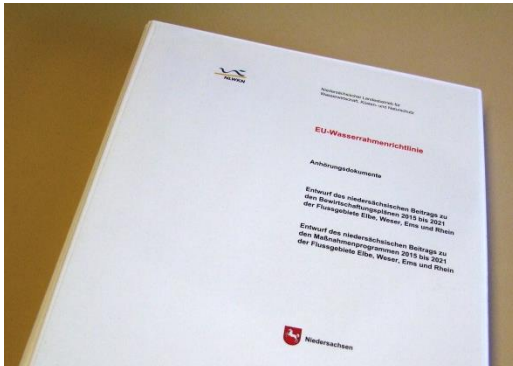 NLWKN
Niedersächsischer Landesbetrieb für
Wasserwirtschaft, Küsten- und Naturschutz
EU-Wasserrahmenrichtlinie
Anhörungsdokumente
Entwurf des niedersächsischen Beitrags zu
den Bewirtschaftungsplänen 2015 bis 2021
der Flussgebiete Elbe, Weser, Ems und Rhein
Entwurf des niedersächsischen Beitrags zu
den Maßnahmenprogrammen 2015 bis 2021
der Flussgebiete Elbe, Weser, Ems und Rhein
Niedersachsen